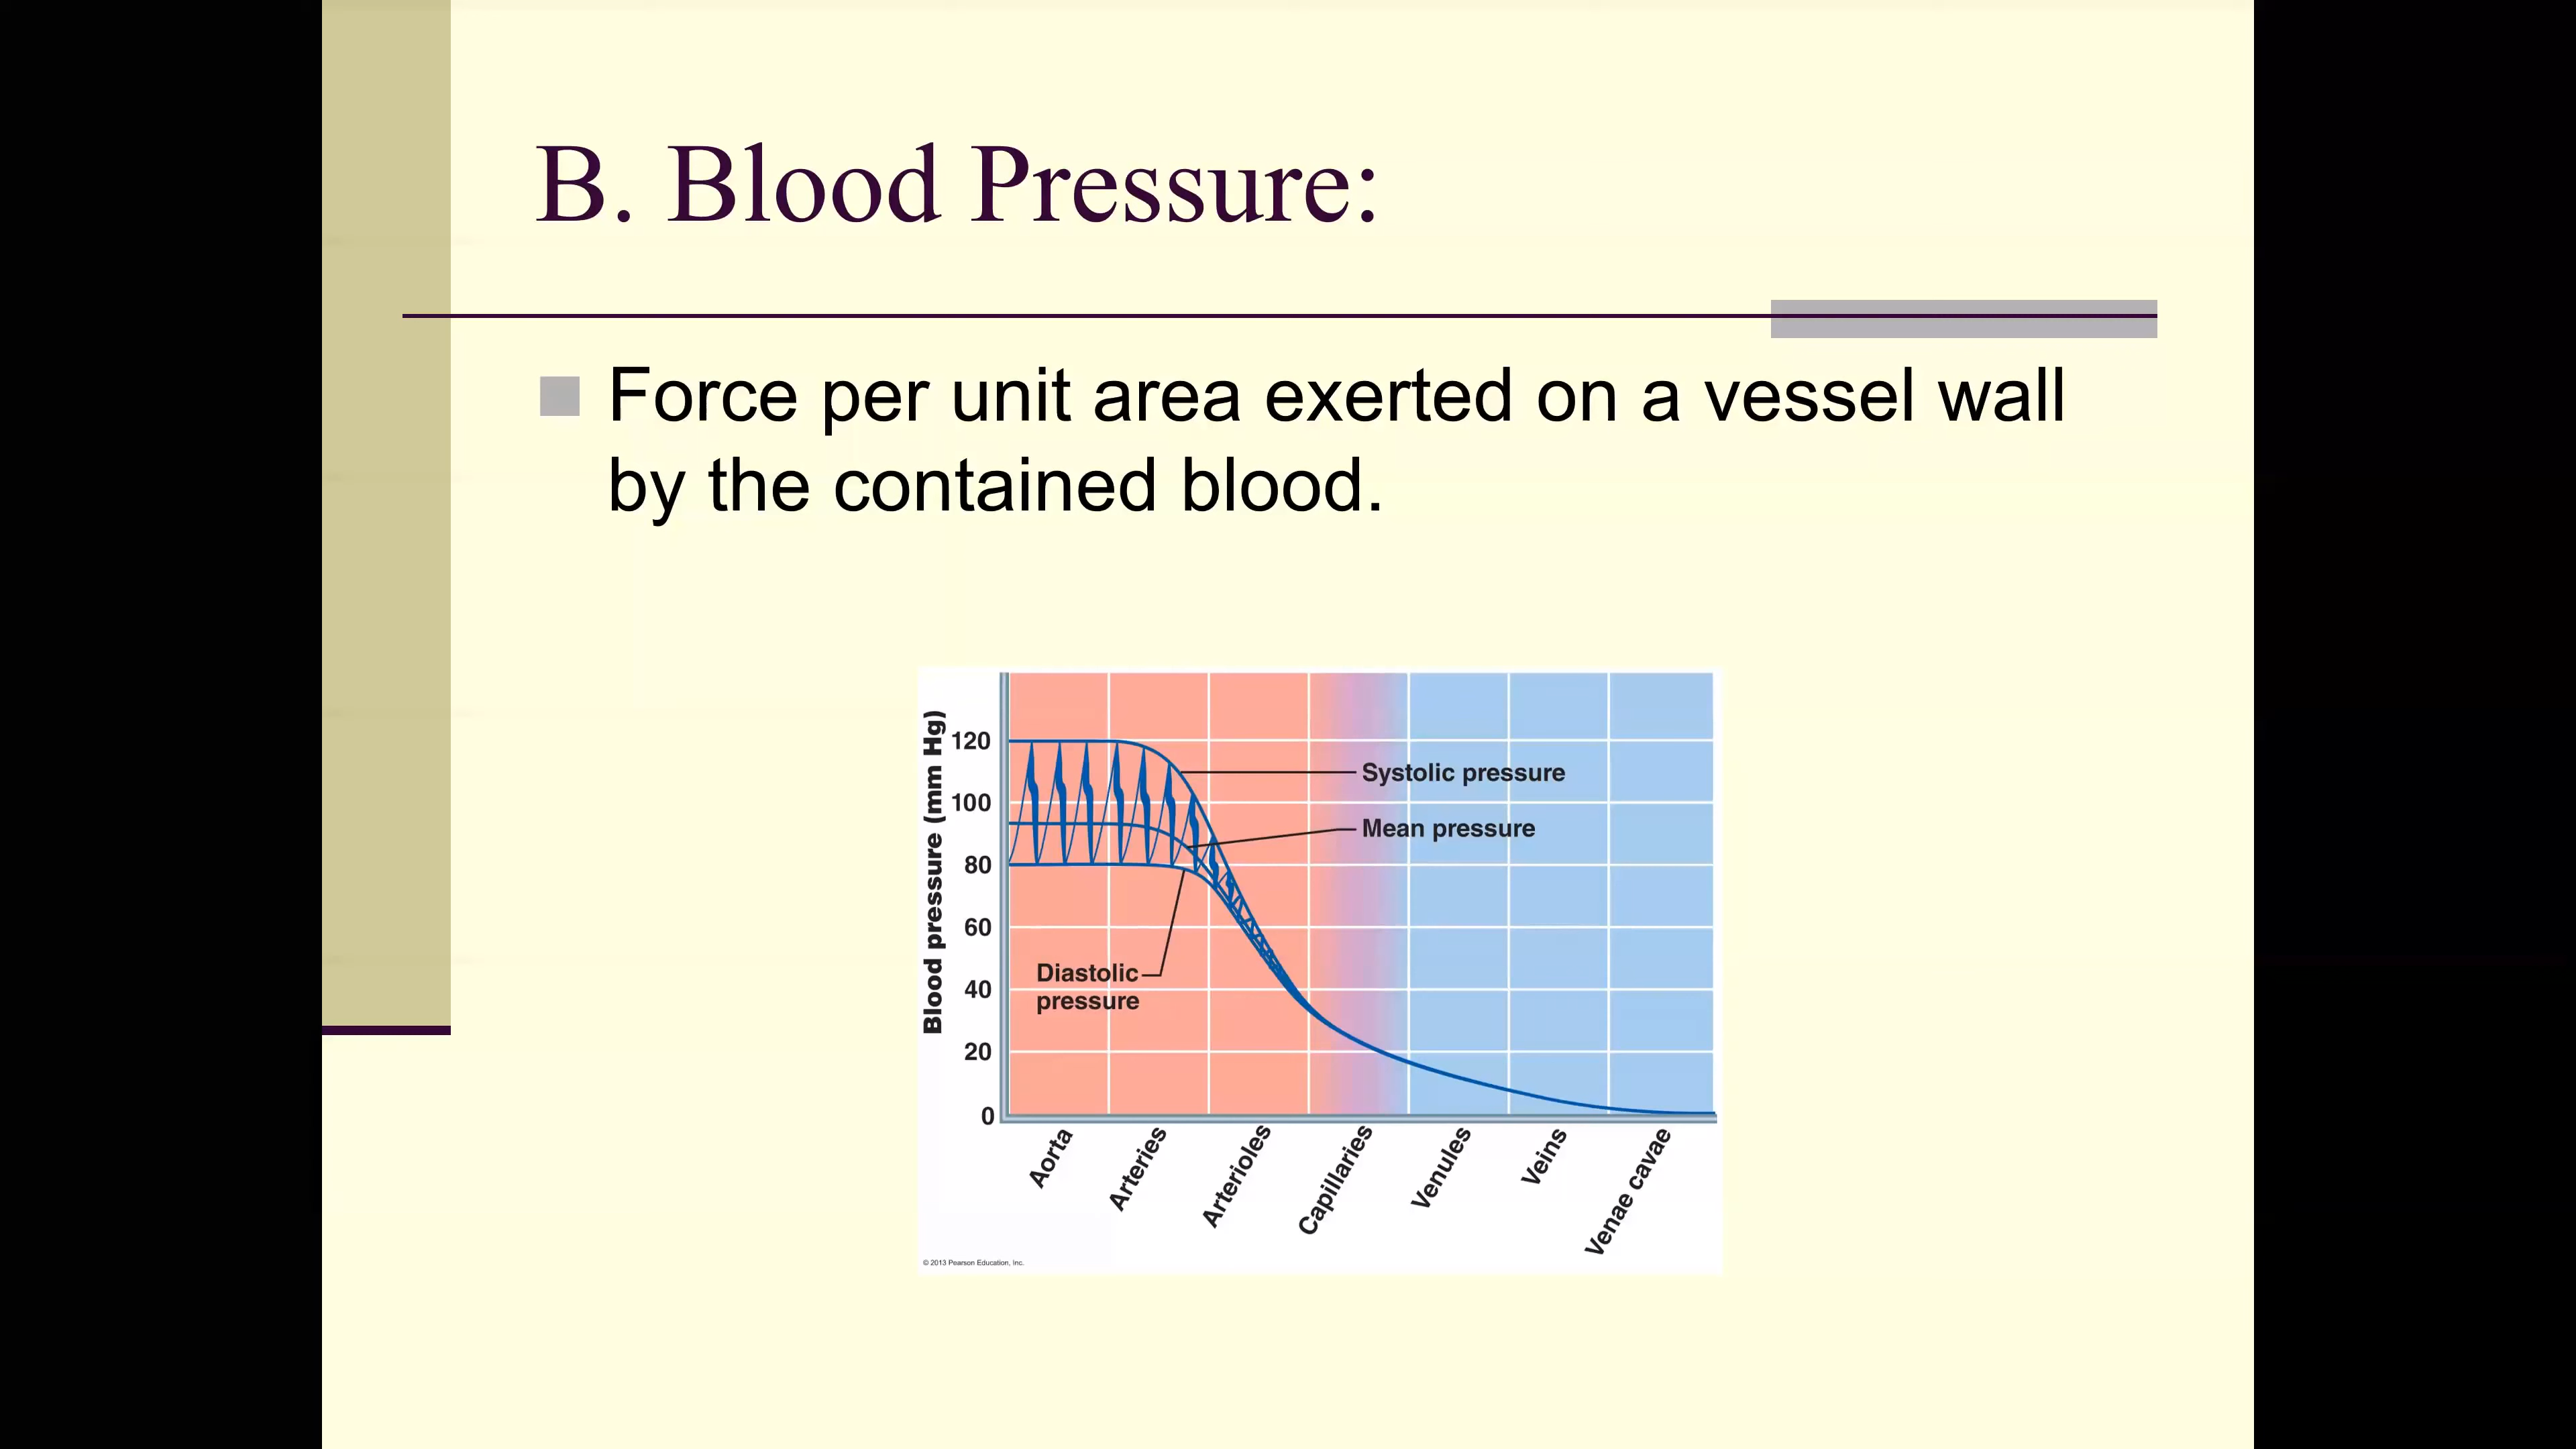 B. Blood Pressure:
Force per unit area exerted on a vessel wall
by the contained blood.
Blood pressure (mm Hg)
120
100
80
60
40
20
0
Systolic pressure
Mean pressure
Diastolic
pressure
Aorta
Arteries
Arterioles
Capillaries
Venules
Veins
Venae cavae
© 2013 Pearson Education, Inc.